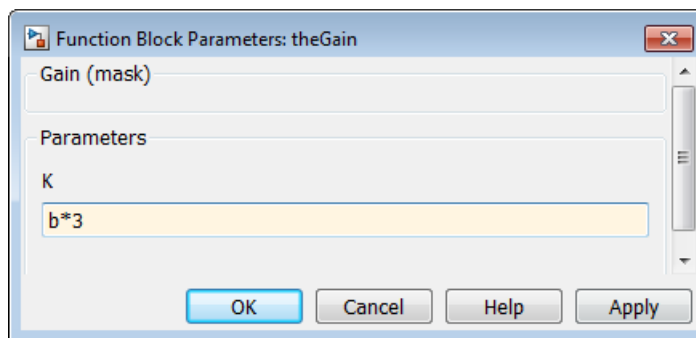 Function Block Parameters: theGain
Gain (mask)
Parameters
K
b*3
OK Cancel Help Apply